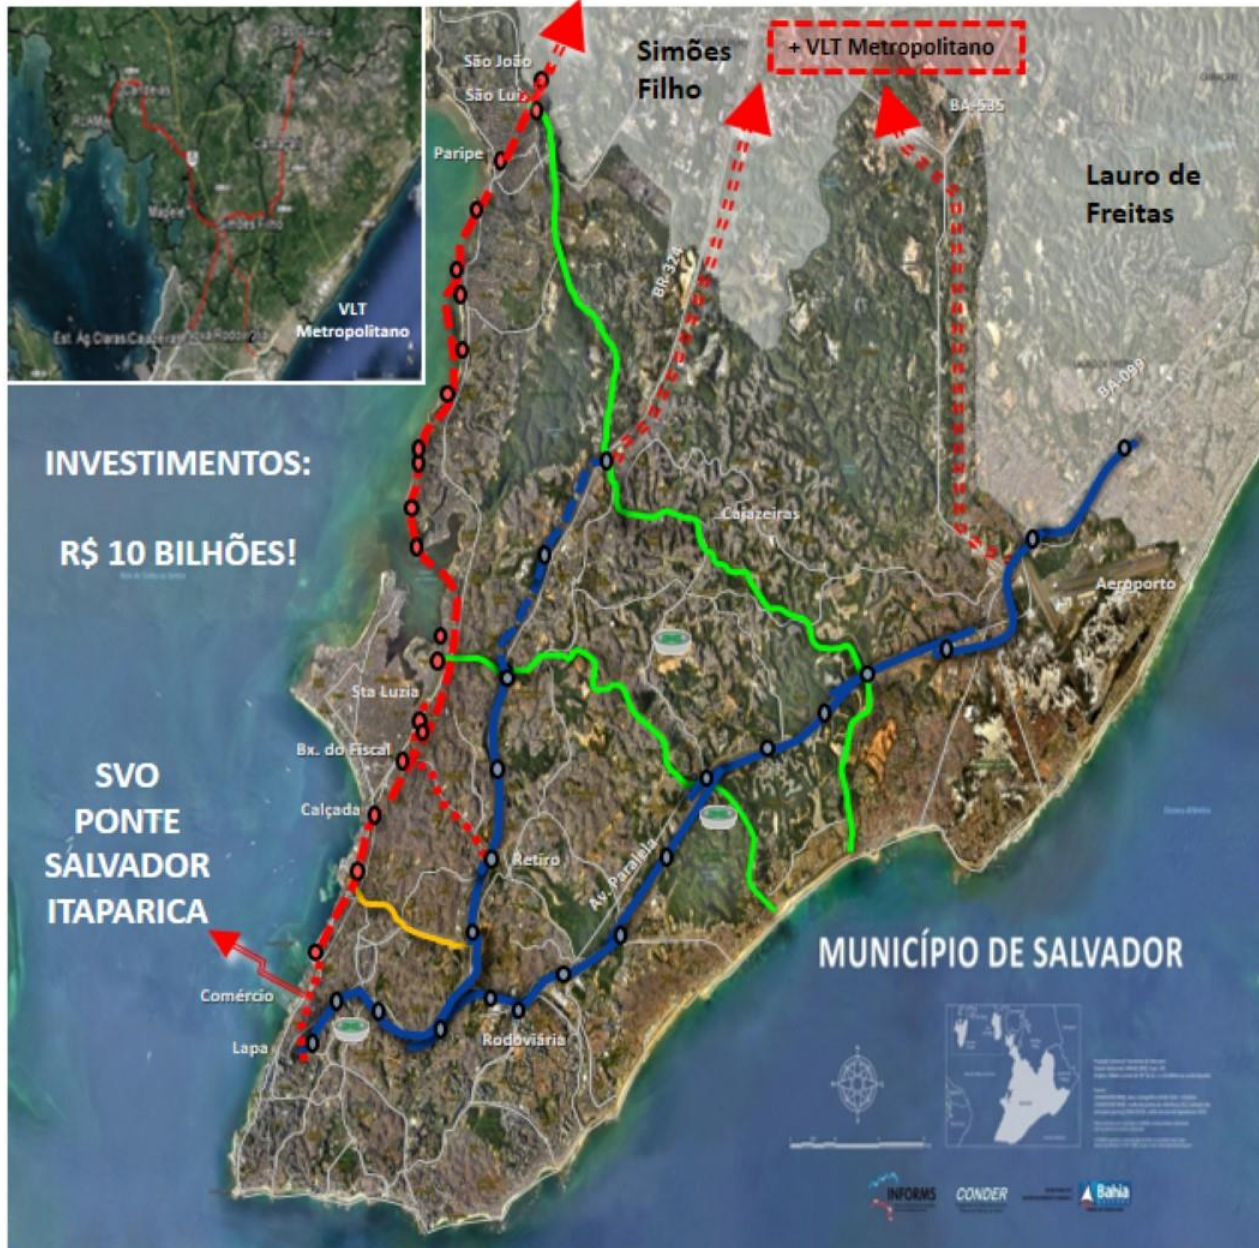 São João
São Luis
Paripe
Simões
Filho
+ VLT Metropolitano
BA-535
Lauro de
Freitas
BR-324
BA-099
VLT
Metropolitano
INVESTIMENTOS:
R$ 10 BILHÕES!
Cajazeiras
Aeroporto
Sta Luzia
Bx. do Fiscal
Calçada
Retiro
Av. Paralela
SVO
PONTE
SALVADOR
ITAPARICA
Comércio
Lapa
Rodoviária
MUNICÍPIO DE SALVADOR
INFORMS
CONDER
Bahia